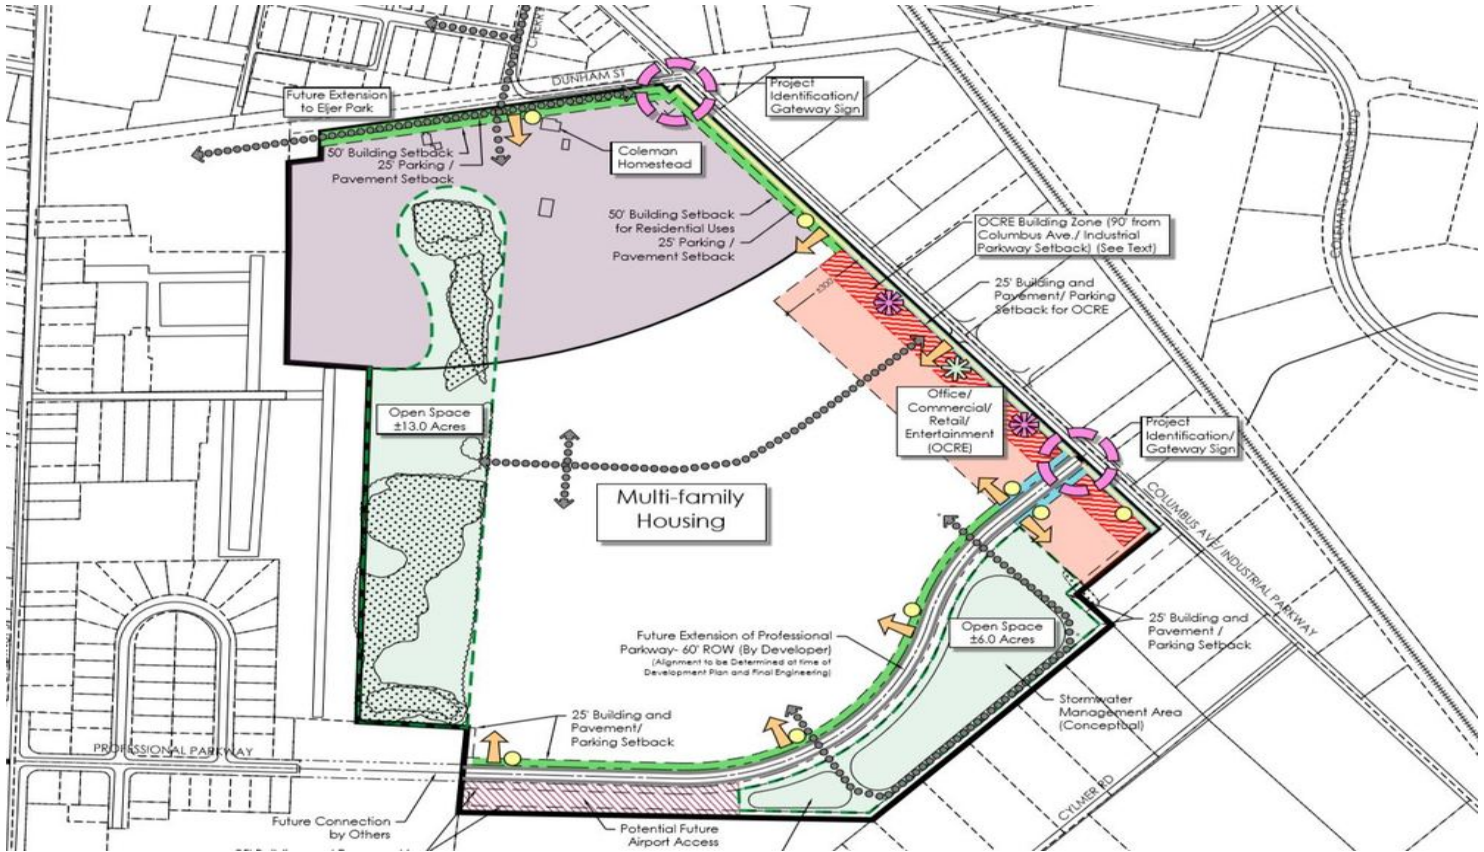 CHERRY
DUNHAM ST
Future Extension
to Eljer Park
Project
Identification/
Gateway Sign
50' Building Setback
25' Parking /
Pavement Setback
Coleman
Homestead
50' Building Setback
for Residential Uses
25' Parking /
Pavement Setback
OCRE Building Zone (90' from
Columbus Ave./ Industrial
Parkway Setback) (See Text)
25' Building and
Pavement/ Parking
Setback for OCRE
±300'
Open Space
±13.0 Acres
Office/
Commercial/
Retail/
Entertainment
(OCRE)
Project
Identification/
Gateway Sign
Multi-family
Housing
COLUMBUS AVE/ INDUSTRIAL PARKWAY
Future Extension of Professional
Parkway- 60' ROW (By Developer)
(Alignment to be Determined at time of
Development Plan and Final Engineering)
Open Space
±6.0 Acres
25' Building and
Pavement /
Parking Setback
Stormwater
Management Area
(Conceptual)
25' Building and
Pavement/
Parking Setback
PROFESSIONAL PARKWAY
CYLMER RD
Future Connection
by Others
Potential Future
Airport Access